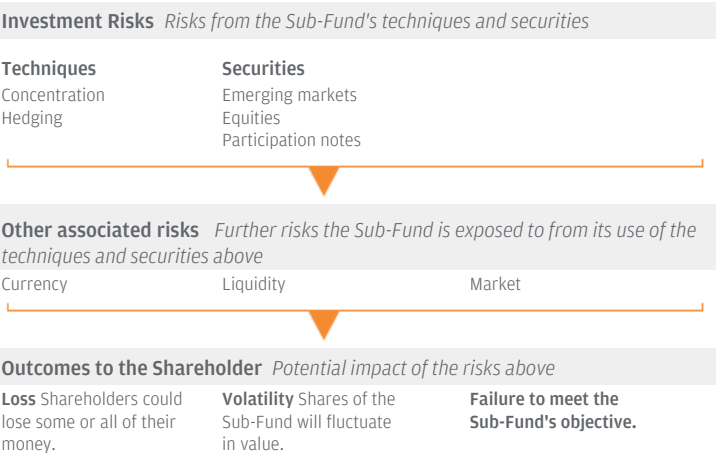 Investment Risks Risks from the Sub-Fund's techniques and securities
Techniques
Concentration
Hedging
Securities
Emerging markets
Equities
Participation notes
Other associated risks Further risks the Sub-Fund is exposed to from its use of the
techniques and securities above
Currency
Liquidity
Market
Outcomes to the Shareholder Potential impact of the risks above
Loss Shareholders could
lose some or all of their
money.
Volatility Shares of the
Sub-Fund will fluctuate
in value.
Failure to meet the
Sub-Fund's objective.